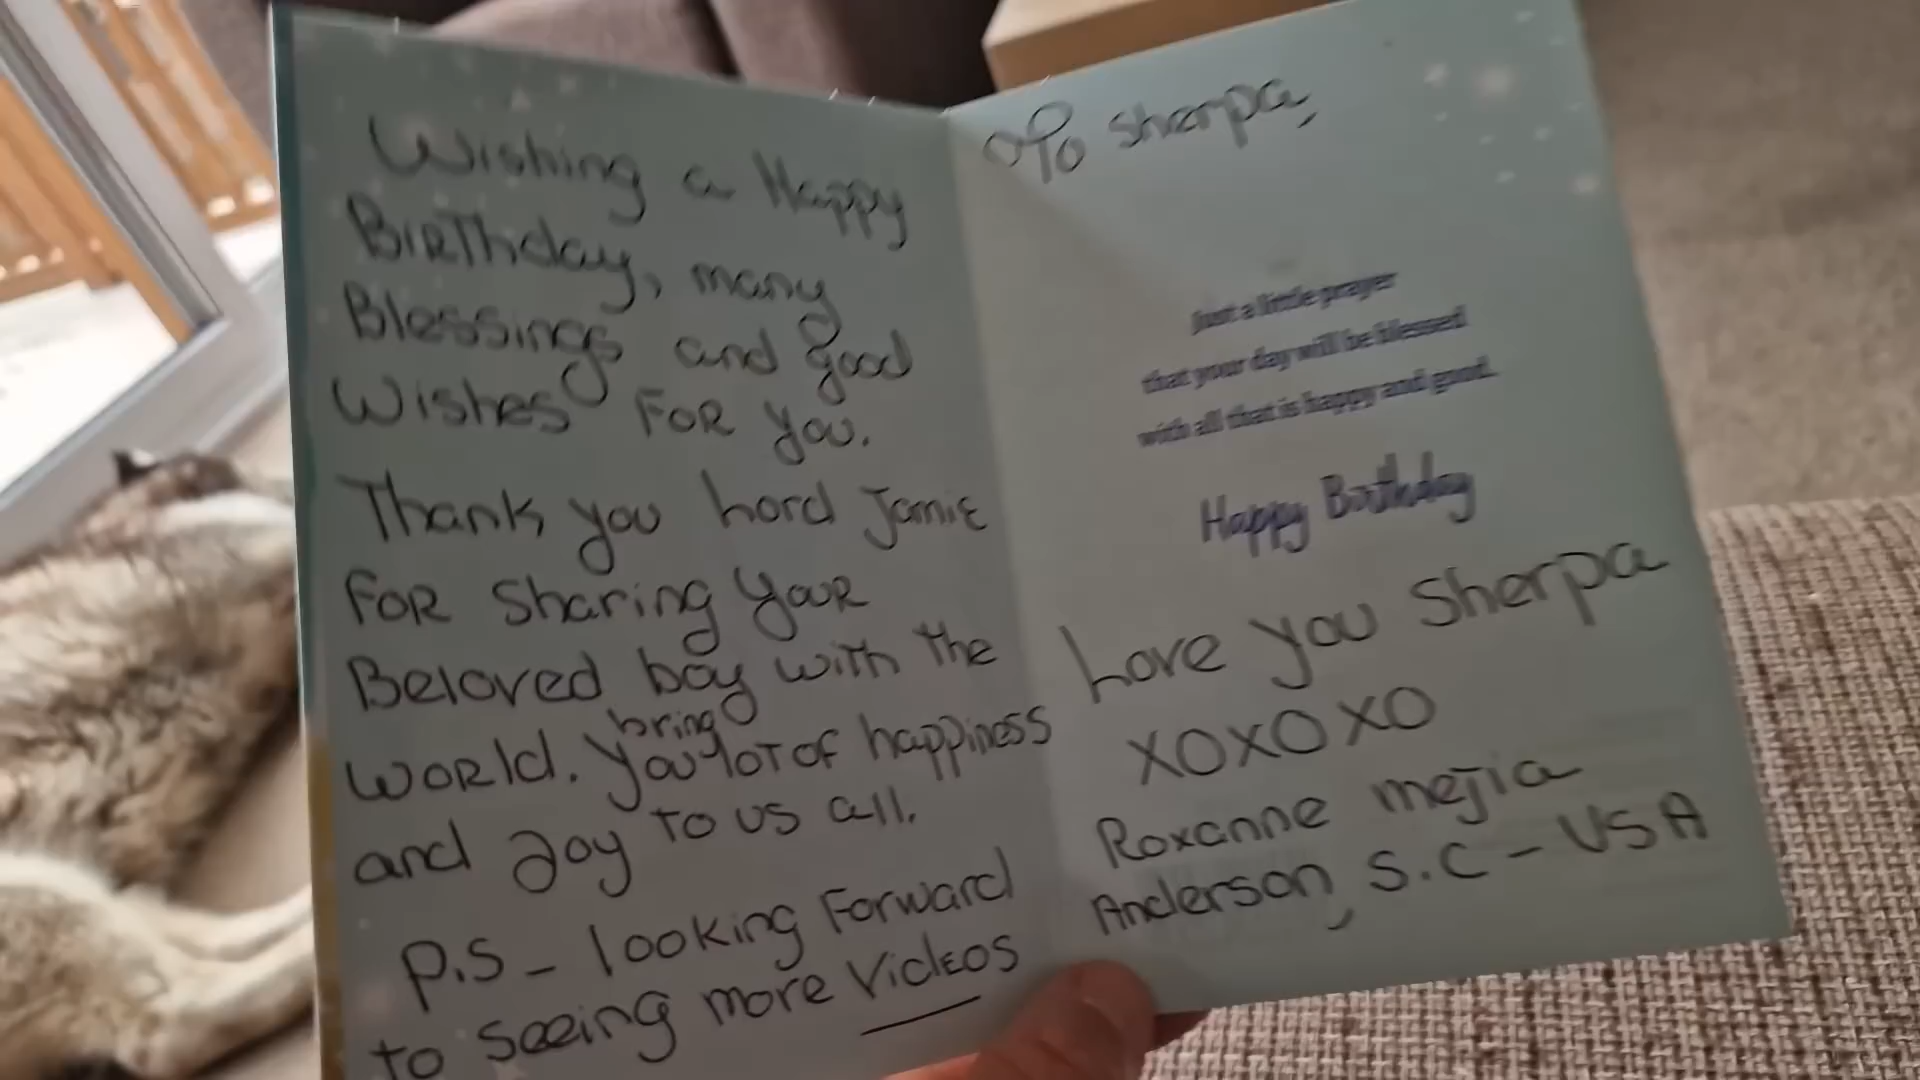 Wishing a Happy
Birthday, many
Blessings and good
Wishes For you.
Thank you Lord Jamie
For Sharing Your
Beloved boy with the
World. You bring lot of happiness
and Joy To us all.
P.S - looking Forward
to seeing more Videos
To Sherpa,
Just a little prayer
that your day will be blessed
with all that is happy and good.
Happy Birthday
Love you Sherpa
XOXOXO
Roxanne mejia
Anderson, S.C - USA